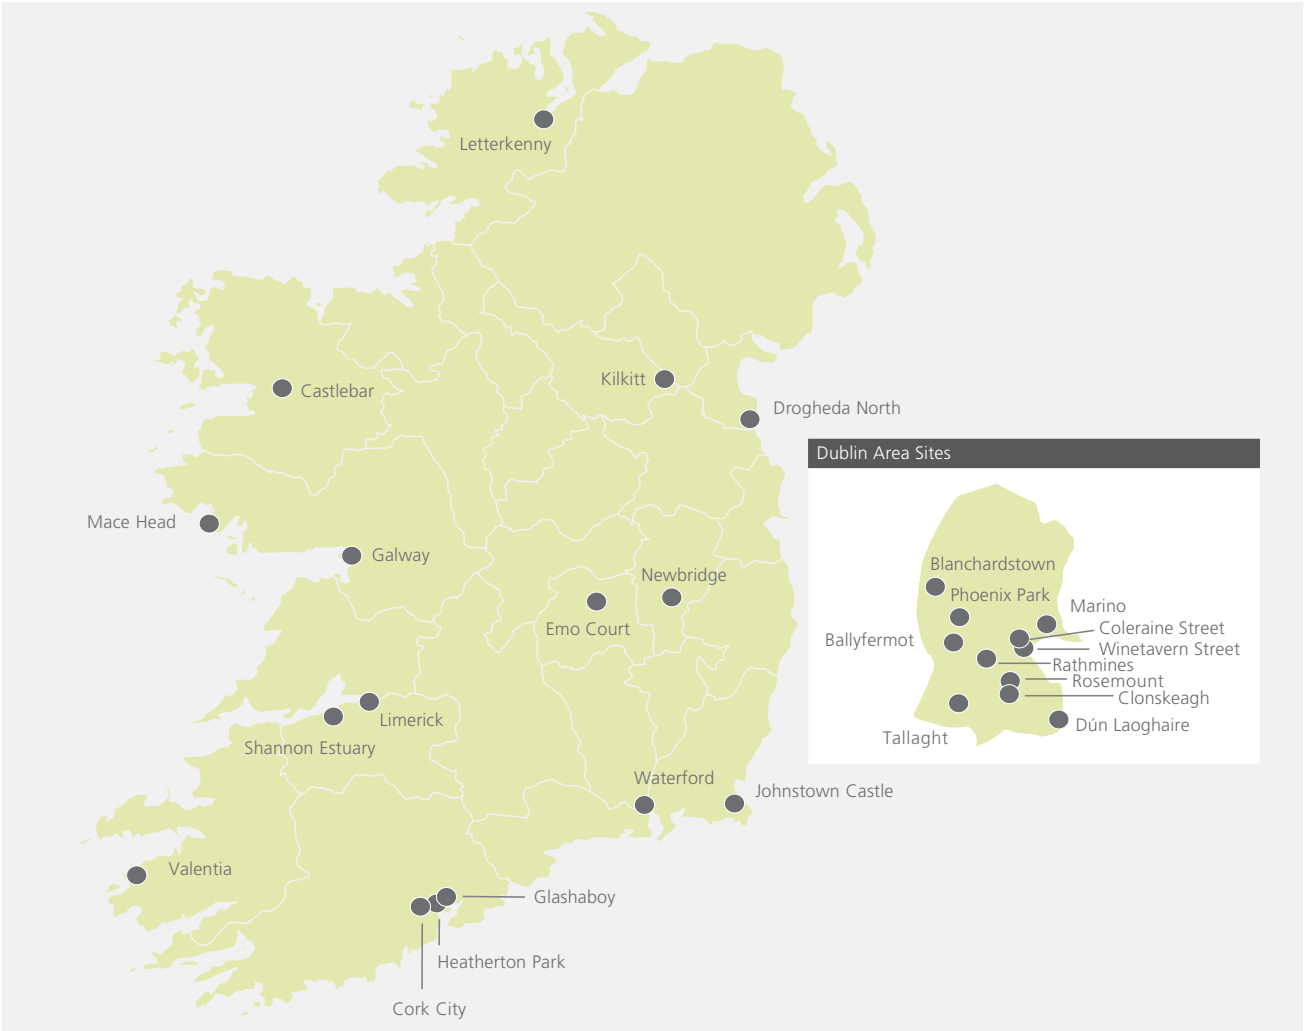 Letterkenny
Kilkitt
Castlebar
Drogheda North
Dublin Area Sites
Mace Head
Galway
Newbridge
Emo Court
Blanchardstown
Phoenix Park
Marino
Coleraine Street
Ballyfermot
Winetavern Street
Rathmines
Rosemount
Clonskeagh
Dún Laoghaire
Tallaght
Limerick
Shannon Estuary
Waterford
Johnstown Castle
Valentia
Glashaboy
Heatherton Park
Cork City